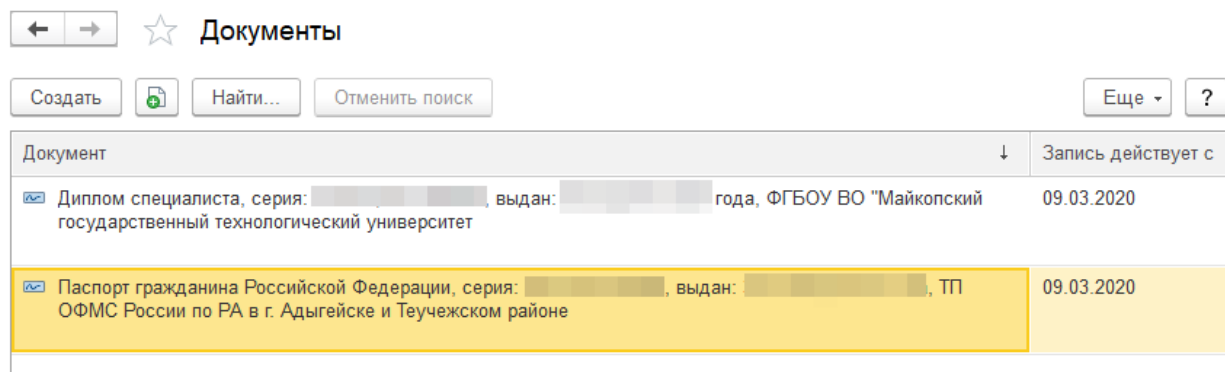 Документы
Создать Найти... Отменить поиск Еще ?
Документ Запись действует с
Диплом специалиста, серия: , выдан: года, ФГБОУ ВО "Майкопский 09.03.2020
государственный технологический университет
Паспорт гражданина Российской Федерации, серия: , выдан: , ТП 09.03.2020
ОФМС России по РА в г. Адыгейске и Теучежском районе